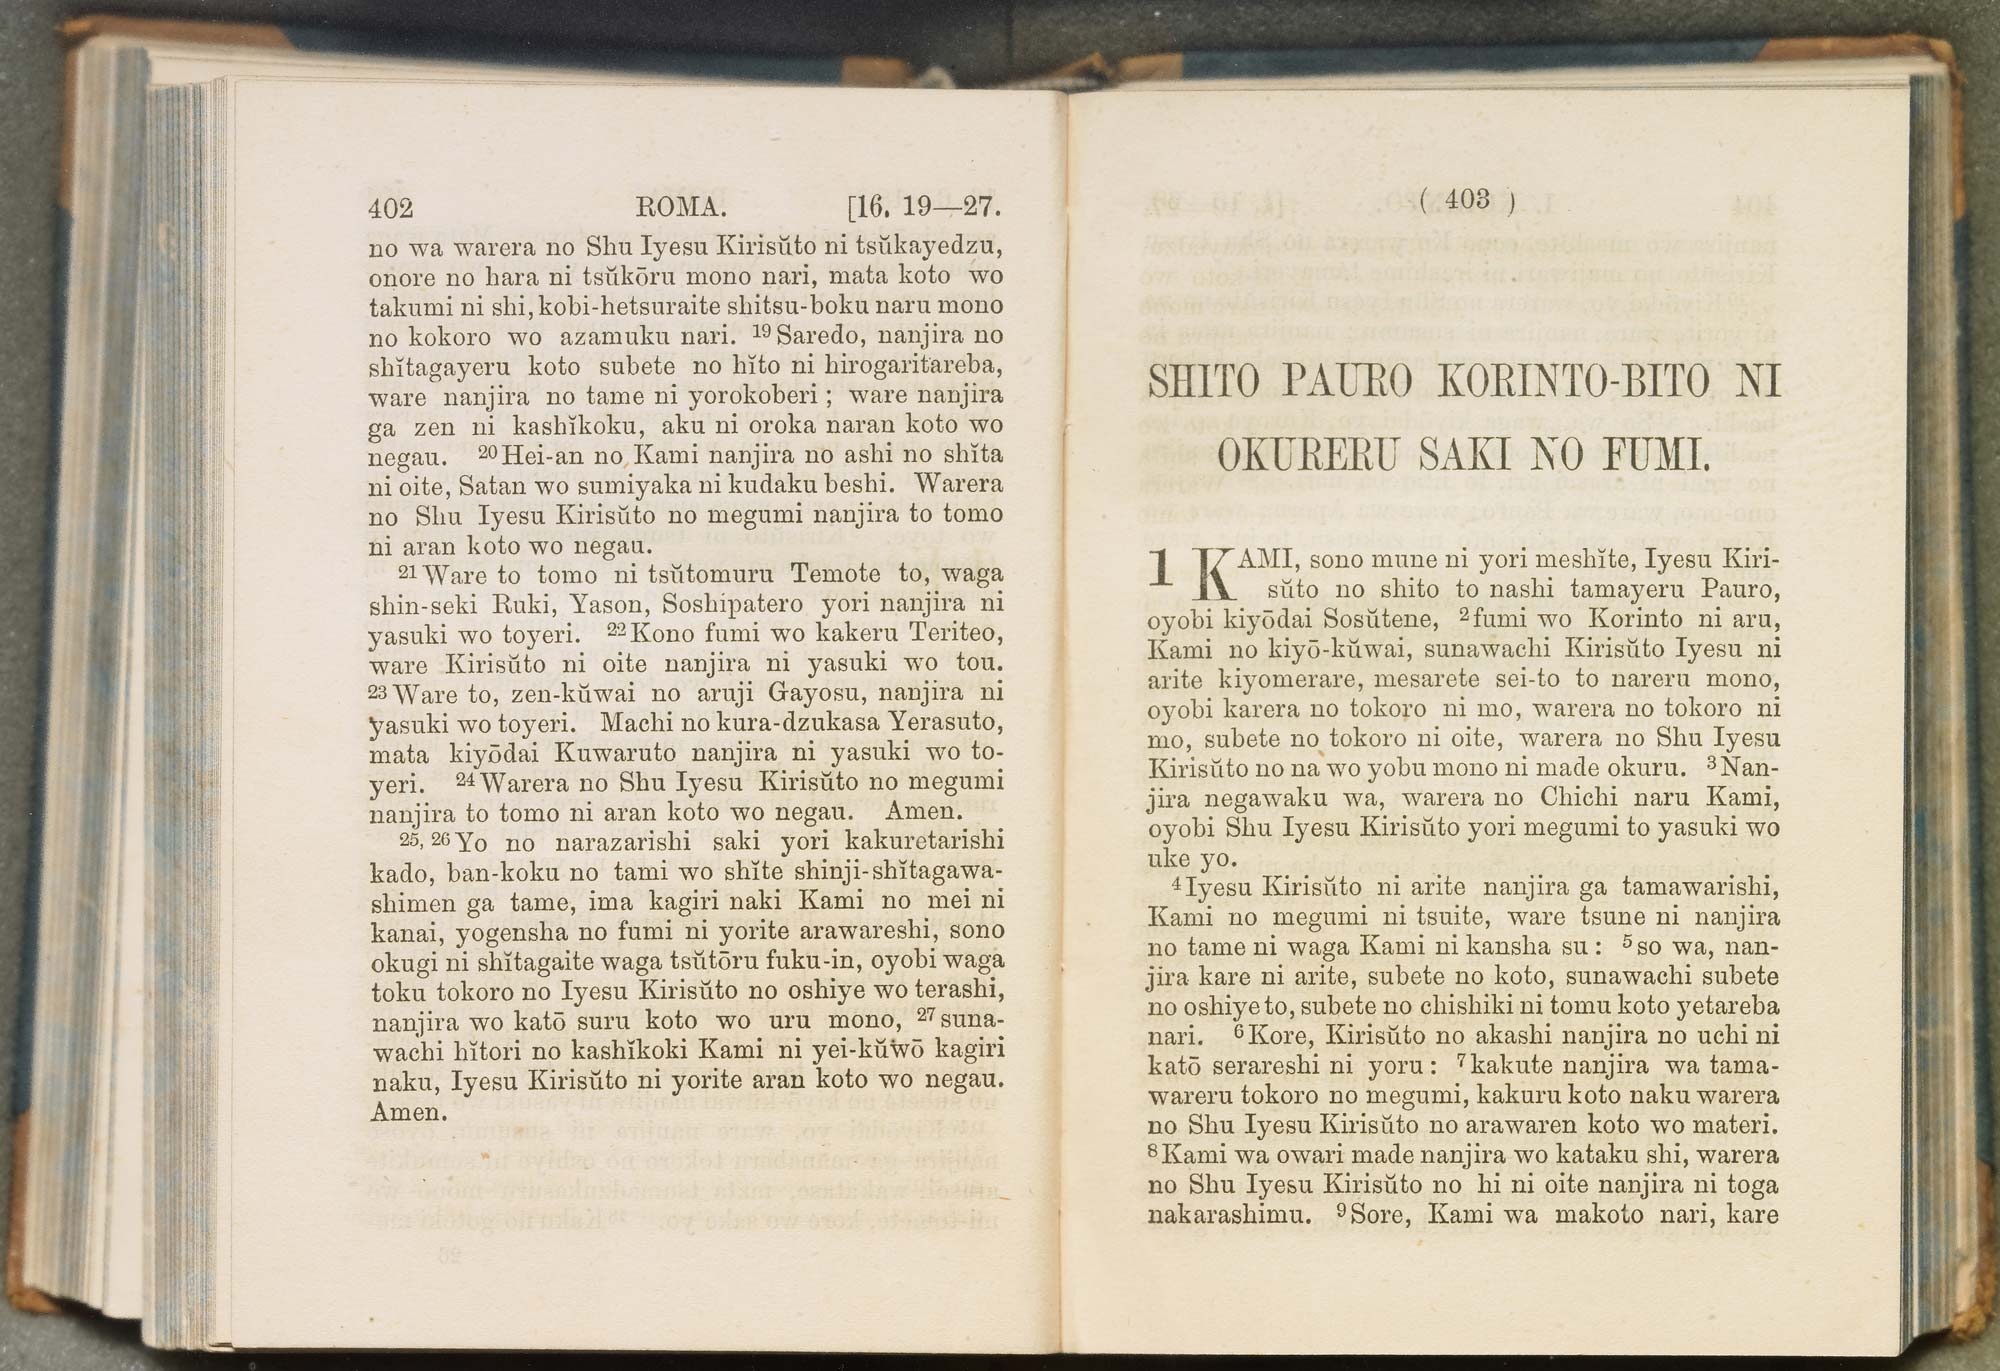 402 ROMA. [16. 19—27.
no wa warera no Shu Iyesu Kirisŭto ni tsŭkayedzu,
onore no hara ni tsŭkōru mono nari, mata koto wo
takumi ni shi, kobi-hetsuraite shitsu-boku naru mono
no kokoro wo azamuku nari. 19 Saredo, nanjira no
shĭtagayeru koto subete no hĭto ni hirogaritareba,
ware nanjira no tame ni yorokoberi; ware nanjira
ga zen ni kashĭkoku, aku ni oroka naran koto wo
negau. 20 Hei-an no Kami nanjira no ashi no shĭta
ni oite, Satan wo sumiyaka ni kudaku beshi. Warera
no Shu Iyesu Kirisŭto no megumi nanjira to tomo
ni aran koto wo negau.
21 Ware to tomo ni tsŭtomuru Temote to, waga
shin-seki Ruki, Yason, Soshipatero yori nanjira ni
yasuki wo toyeri. 22 Kono fumi wo kakeru Teriteo,
ware Kirisŭto ni oite nanjira ni yasuki wo tou.
23 Ware to, zen-kŭwai no aruji Gayosu, nanjira ni
yasuki wo toyeri. Machi no kura-dzukasa Yerasuto,
mata kiyōdai Kuwaruto nanjira ni yasuki wo to-
yeri. 24 Warera no Shu Iyesu Kirisŭto no megumi
nanjira to tomo ni aran koto wo negau. Amen.
25, 26 Yo no narazarishi saki yori kakuretarishi
kado, ban-koku no tami wo shĭte shinji-shĭtagawa-
shimen ga tame, ima kagiri naki Kami no mei ni
kanai, yogensha no fumi ni yorite arawareshi, sono
okugi ni shĭtagaite waga tsŭtōru fuku-in, oyobi waga
toku tokoro no Iyesu Kirisŭto no oshiye wo terashi,
nanjira wo katō suru koto wo uru mono, 27 suna-
wachi hĭtori no kashĭkoki Kami ni yei-kŭwō kagiri
naku, Iyesu Kirisŭto ni yorite aran koto wo negau.
Amen.
( 403 )
SHITO PAURO KORINTO-BITO NI
OKURERU SAKI NO FUMI.
1 KAMI, sono mune ni yori meshĭte, Iyesu Kiri-
sŭto no shito to nashi tamayeru Pauro,
oyobi kiyōdai Sosŭtene, 2 fumi wo Korinto ni aru,
Kami no kiyō-kŭwai, sunawachi Kirisŭto Iyesu ni
arite kiyomerare, mesarete sei-to to nareru mono,
oyobi karera no tokoro ni mo, warera no tokoro ni
mo, subete no tokoro ni oite, warera no Shu Iyesu
Kirisŭto no na wo yobu mono ni made okuru. 3 Nan-
jira negawaku wa, warera no Chichi naru Kami,
oyobi Shu Iyesu Kirisŭto yori megumi to yasuki wo
uke yo.
4 Iyesu Kirisŭto ni arite nanjira ga tamawarishi,
Kami no megumi ni tsuite, ware tsune ni nanjira
no tame ni waga Kami ni kansha su: 5 so wa, nan-
jira kare ni arite, subete no koto, sunawachi subete
no oshiye to, subete no chishiki ni tomu koto yetareba
nari. 6 Kore, Kirisŭto no akashi nanjira no uchi ni
katō serareshi ni yoru: 7 kakute nanjira wa tama-
wareru tokoro no megumi, kakuru koto naku warera
no Shu Iyesu Kirisŭto no arawaren koto wo materi.
8 Kami wa owari made nanjira wo kataku shi, warera
no Shu Iyesu Kirisŭto no hi ni oite nanjira ni toga
nakarashimu. 9 Sore, Kami wa makoto nari, kare